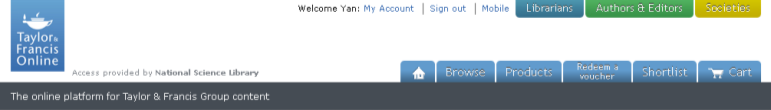 Welcome Yan: My Account | Sign out | Mobile Librarians Authors & Editors Societies
Taylor &
Francis
Online
Access provided by National Science Library
Browse Products Redeem a voucher Shortlist Cart
The online platform for Taylor & Francis Group content